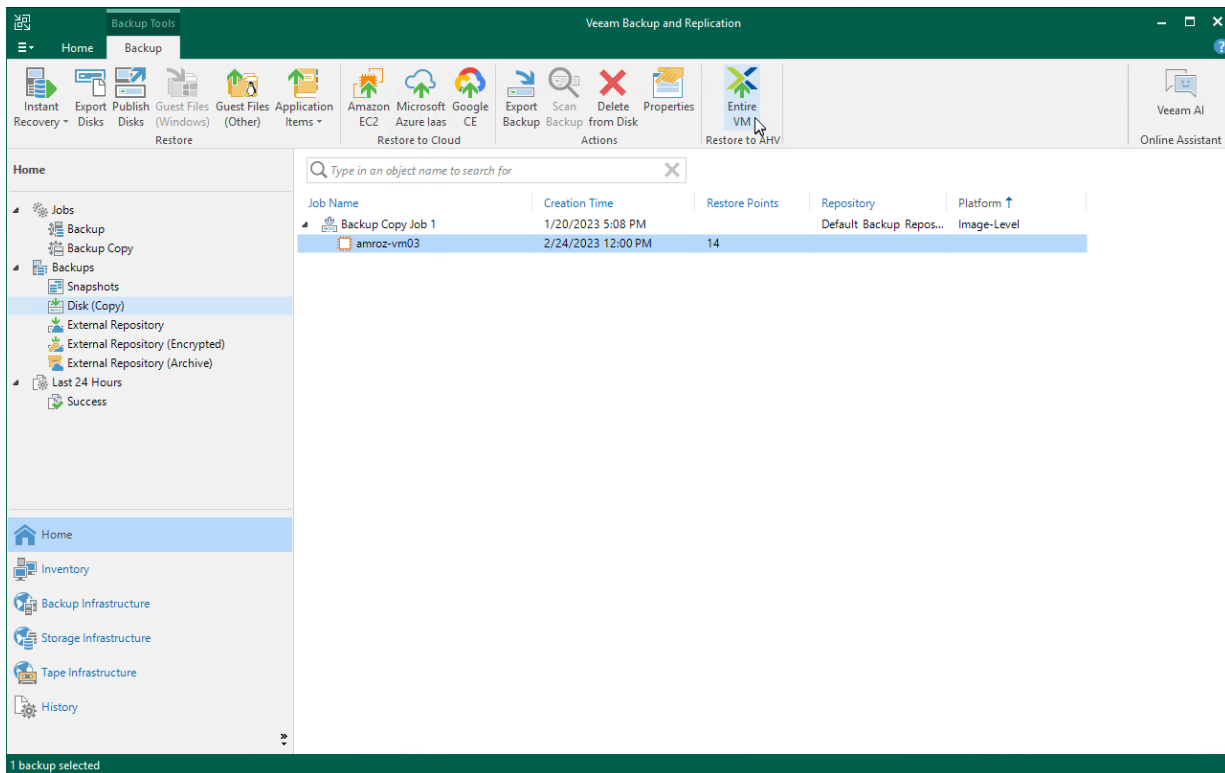 Backup Tools
Veeam Backup and Replication
Home
Backup
Instant Recovery
Export Disks
Publish Disks
Guest Files (Windows)
Guest Files (Other)
Application Items
Restore
Amazon EC2
Microsoft Azure Iaas
Google CE
Restore to Cloud
Export Backup
Scan Backup
Delete from Disk
Properties
Actions
Entire VM
Restore to AHV
Veeam AI
Online Assistant
Home
Jobs
Backup
Backup Copy
Backups
Snapshots
Disk (Copy)
External Repository
External Repository (Encrypted)
External Repository (Archive)
Last 24 Hours
Success
Type in an object name to search for
Job Name Creation Time Restore Points Repository Platform ↑
Backup Copy Job 1 1/20/2023 5:08 PM Default Backup Repos... Image-Level
amroz-vm03 2/24/2023 12:00 PM 14
Home
Inventory
Backup Infrastructure
Storage Infrastructure
Tape Infrastructure
History
1 backup selected